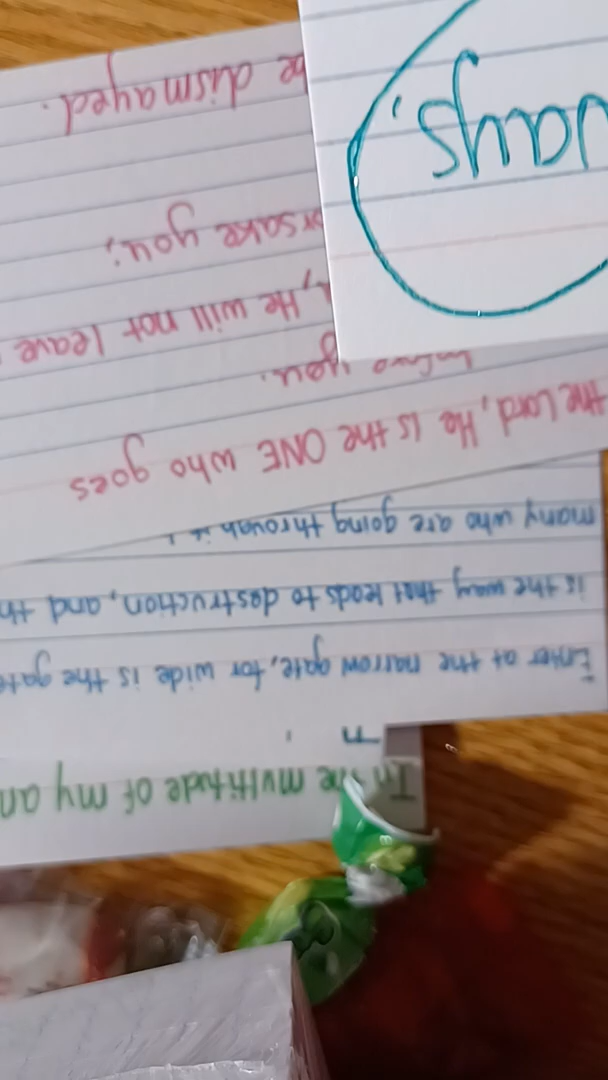 In the multitude of my an
Enter at the narrow gate, for wide is the gate
is the way that leads to destruction, and th
many who are going through it.
the Lord, He is the ONE who goes
before you.
, He will not leave
rsake you;
be dismayed.
ways,